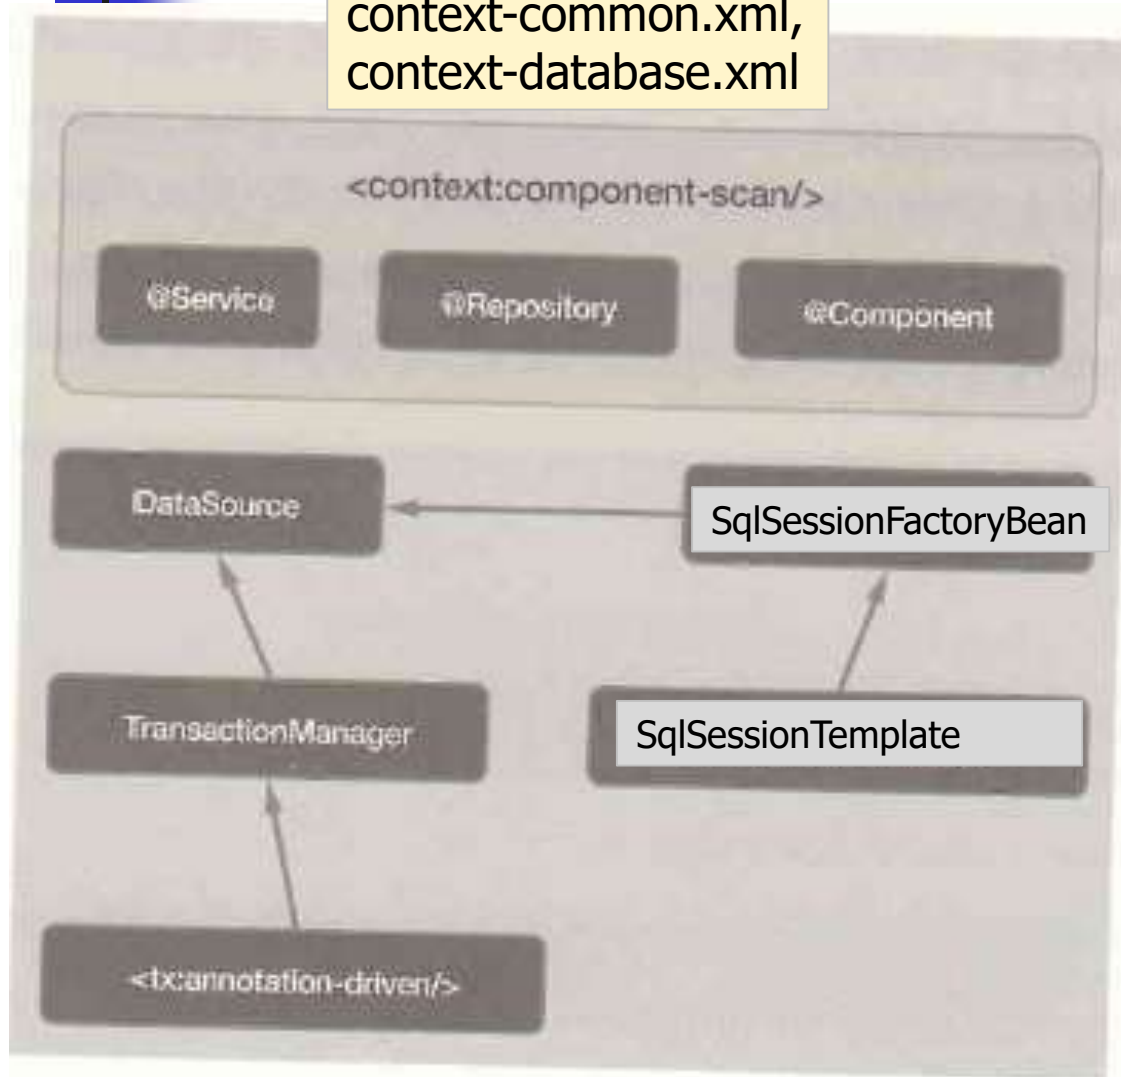 context-common.xml,
context-database.xml
<context:component-scan/>
@Service
@Repository
@Component
DataSource
SqlSessionFactoryBean
TransactionManager
SqlSessionTemplate
<tx:annotation-driven/>